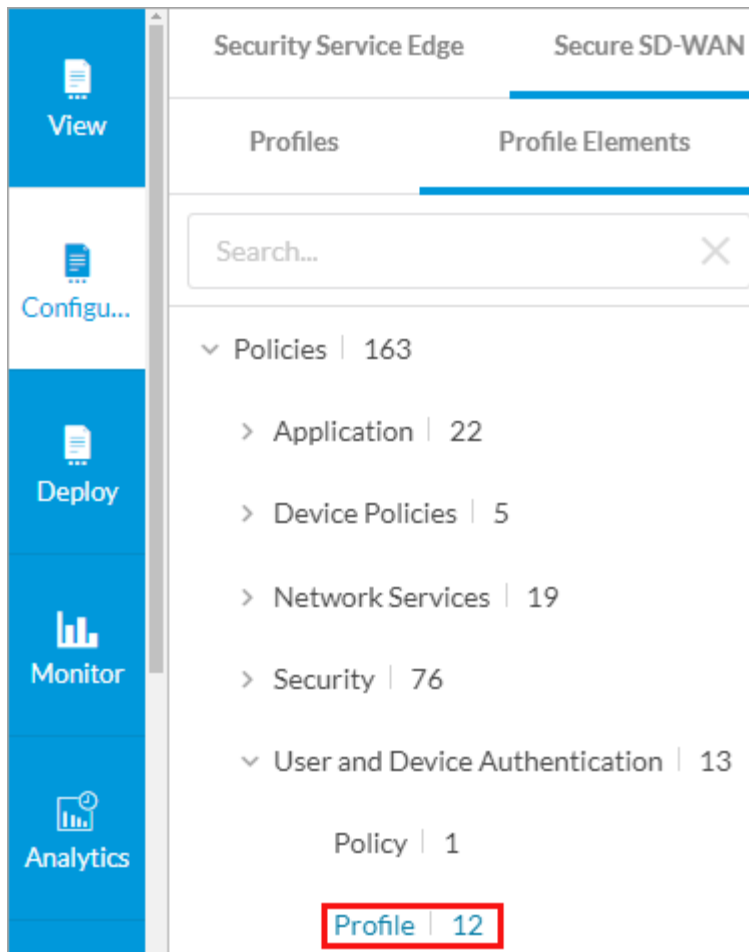 View
Configu...
Deploy
Monitor
Analytics
Security Service Edge
Secure SD-WAN
Profiles
Profile Elements
Search...
Policies 163
Application 22
Device Policies 5
Network Services 19
Security 76
User and Device Authentication 13
Policy 1
Profile 12